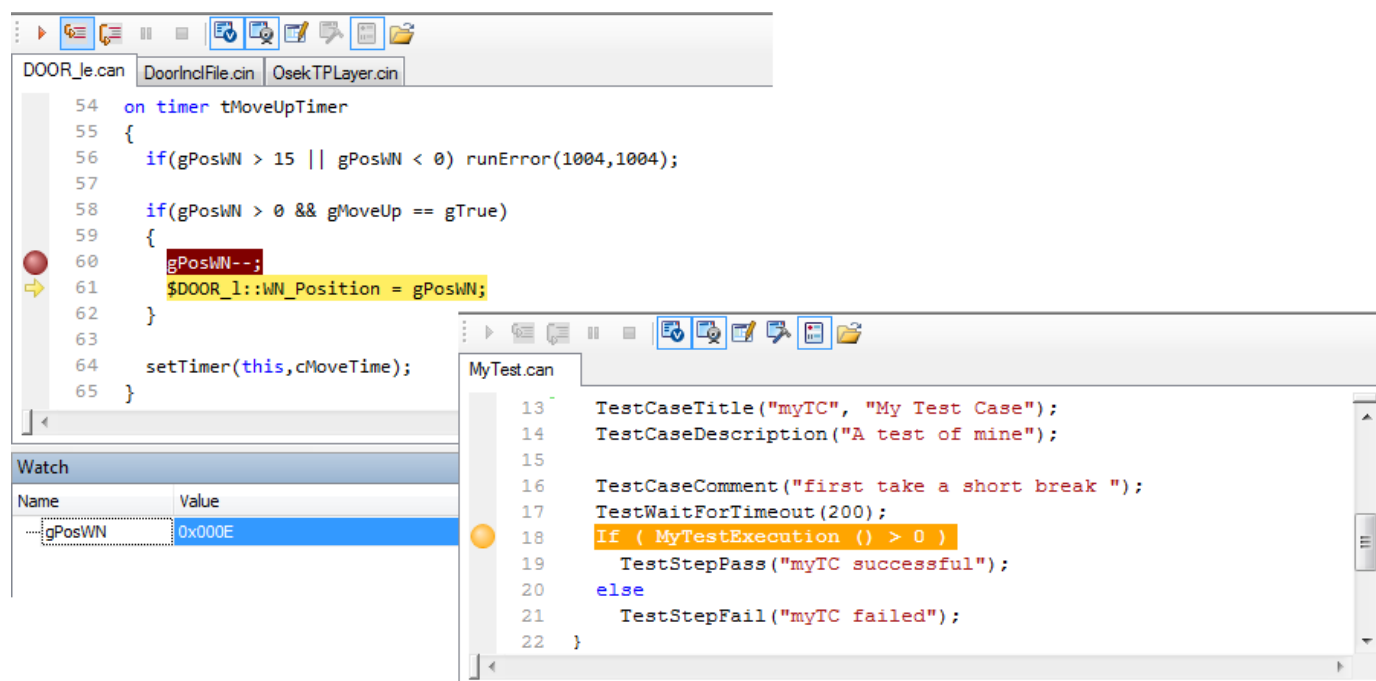 DOOR_le.can DoorInclFile.cin OsekTPLayer.cin
54 on timer tMoveUpTimer
55 {
56 if(gPosWN > 15 || gPosWN < 0) runError(1004,1004);
57
58 if(gPosWN > 0 && gMoveUp == gTrue)
59 {
60 gPosWN--;
61 $DOOR_l::WN_Position = gPosWN;
62 }
63
64 setTimer(this,cMoveTime);
65 }
Watch
Name Value
gPosWN 0x000E
MyTest.can
13 TestCaseTitle("myTC", "My Test Case");
14 TestCaseDescription("A test of mine");
15
16 TestCaseComment("first take a short break ");
17 TestWaitForTimeout(200);
18 If ( MyTestExecution () > 0 )
19 TestStepPass("myTC successful");
20 else
21 TestStepFail("myTC failed");
22 }